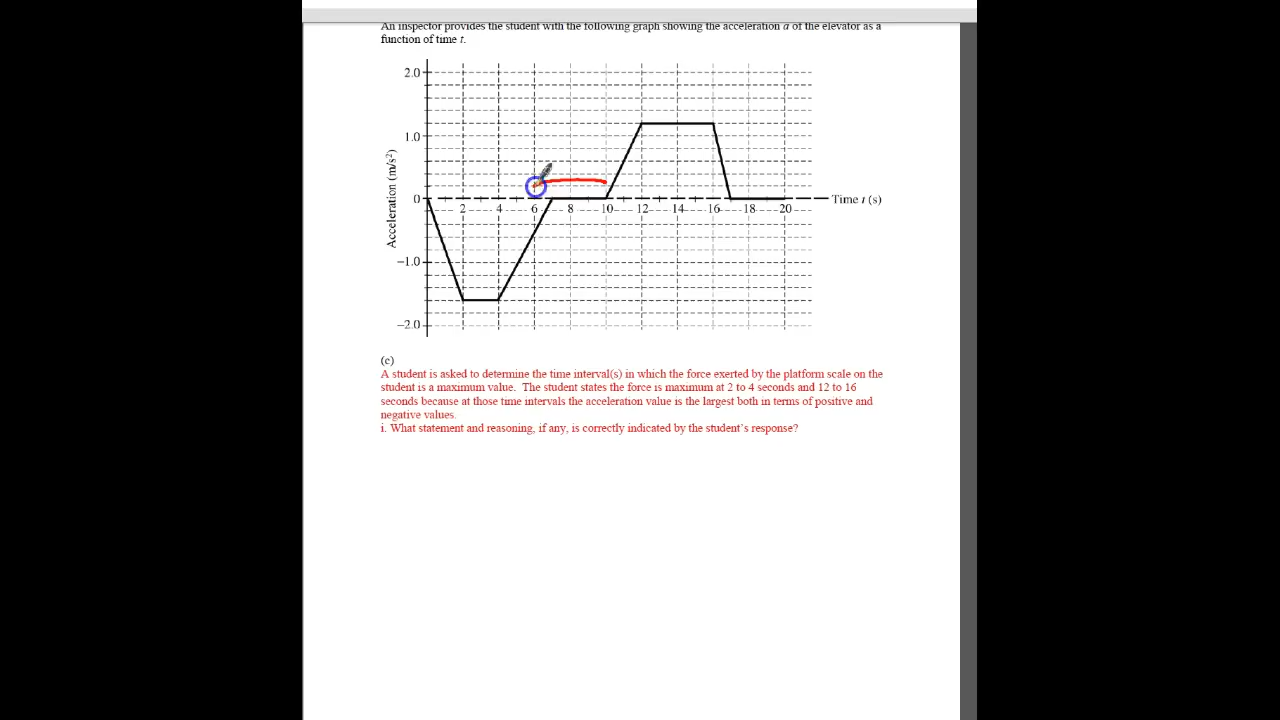 An inspector provides the student with the following graph showing the acceleration a of the elevator as a
function of time t.
2.0
1.0
0
−1.0
−2.0
Acceleration (m/s²)
2 4 6 8 10 12 14 16 18 20
Time t (s)
(c)
A student is asked to determine the time interval(s) in which the force exerted by the platform scale on the
student is a maximum value. The student states the force is maximum at 2 to 4 seconds and 12 to 16
seconds because at those time intervals the acceleration value is the largest both in terms of positive and
negative values.
i. What statement and reasoning, if any, is correctly indicated by the student's response?